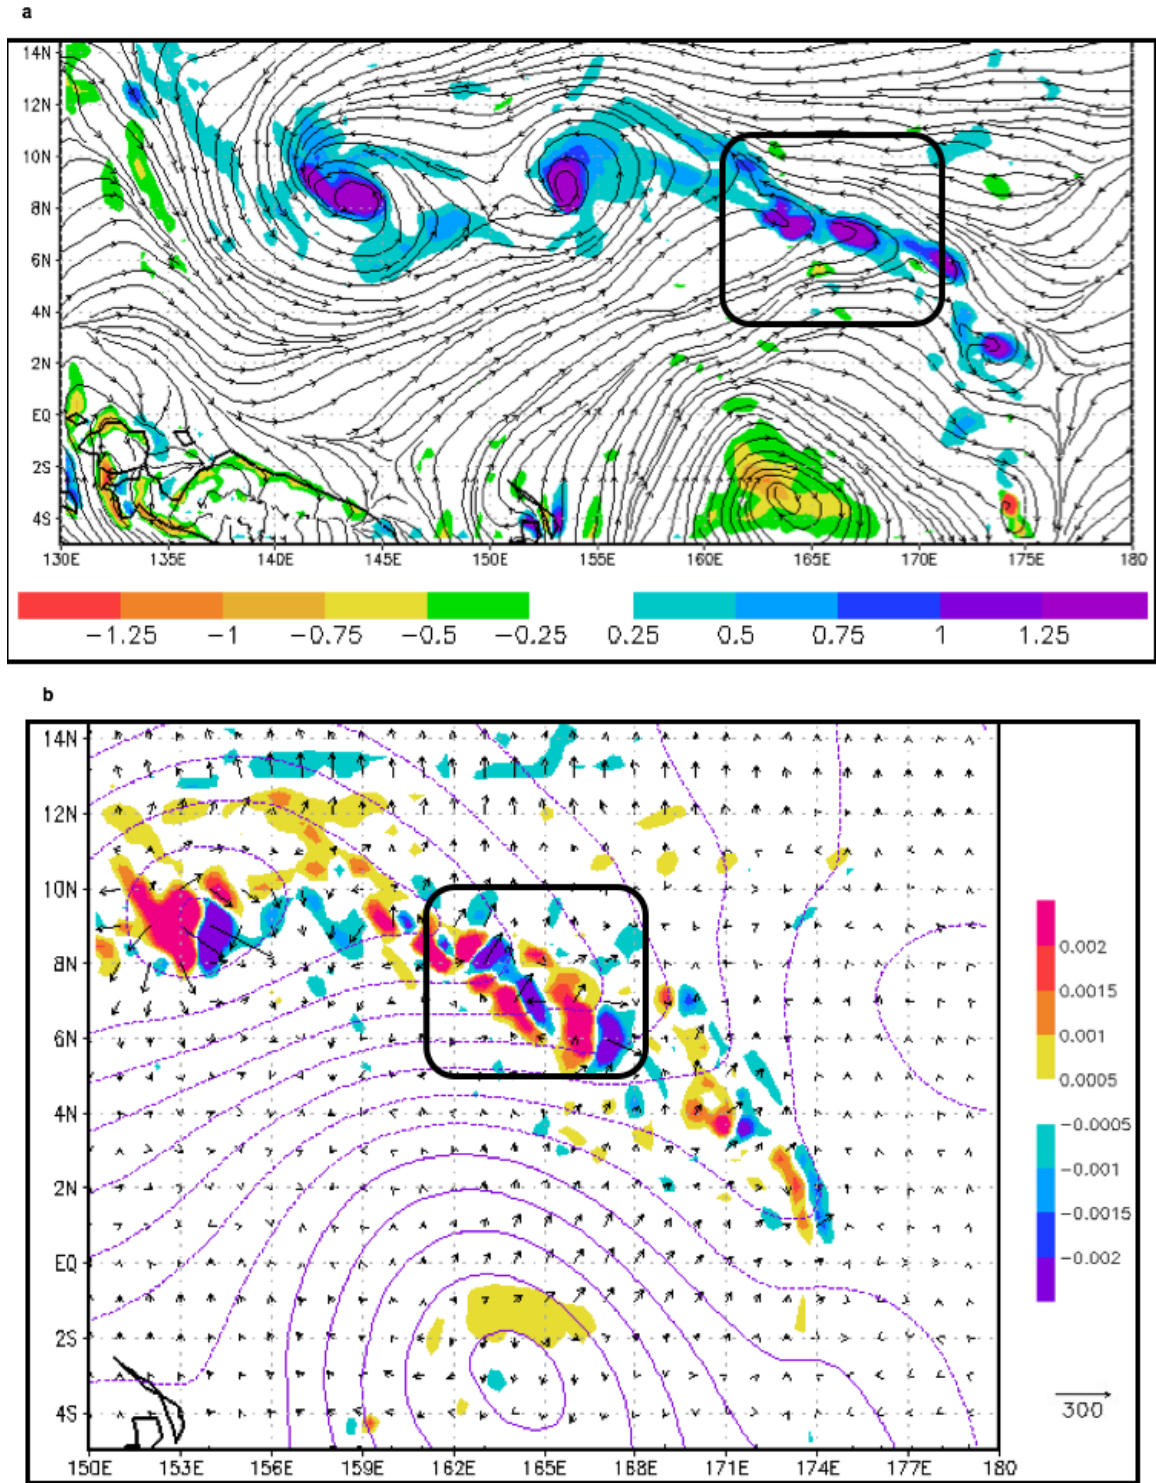 a
14N
12N
10N
8N
6N
4N
2N
EQ
2S
4S
130E 135E 140E 145E 150E 155E 160E 165E 170E 175E 180
−1.25 −1 −0.75 −0.5 −0.25 0.25 0.5 0.75 1 1.25
b
14N
12N
10N
8N
6N
4N
2N
EQ
2S
4S
150E 153E 156E 159E 162E 165E 168E 171E 174E 177E 180
0.002
0.0015
0.001
0.0005
−0.0005
−0.001
−0.0015
−0.002
300